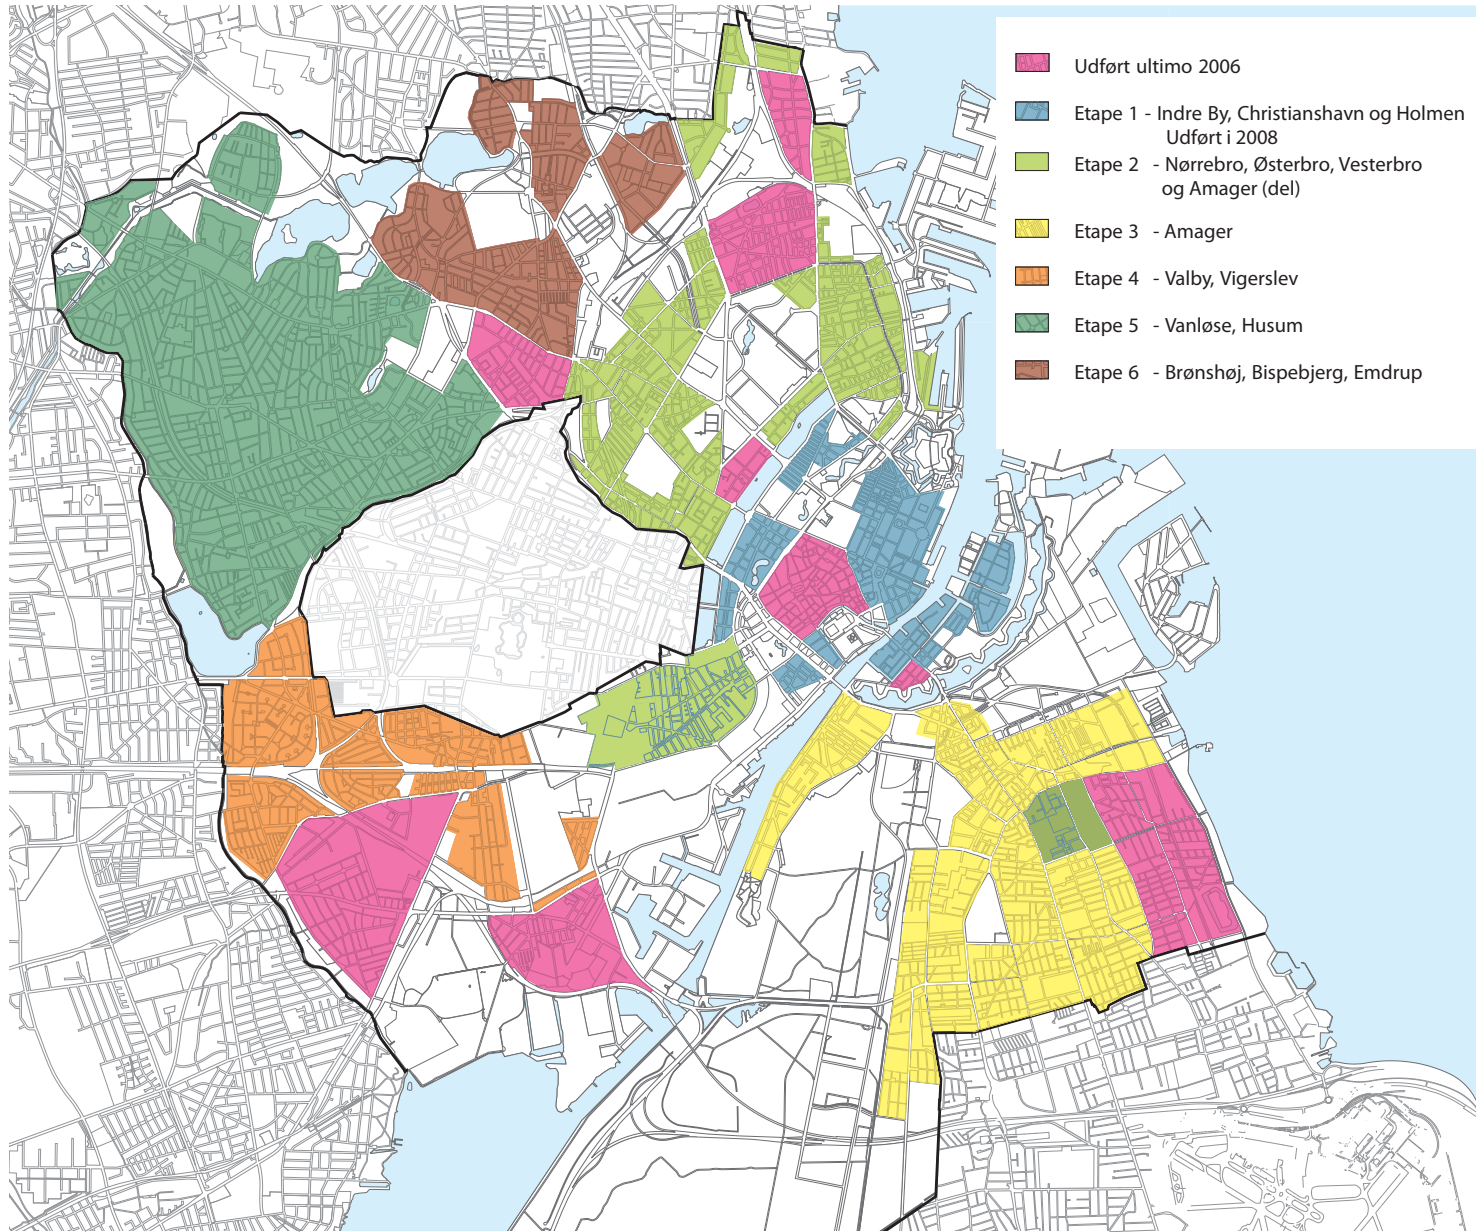 Udført ultimo 2006
Etape 1 - Indre By, Christianshavn og Holmen
Udført i 2008
Etape 2 - Nørrebro, Østerbro, Vesterbro
og Amager (del)
Etape 3 - Amager
Etape 4 - Valby, Vigerslev
Etape 5 - Vanløse, Husum
Etape 6 - Brønshøj, Bispebjerg, Emdrup